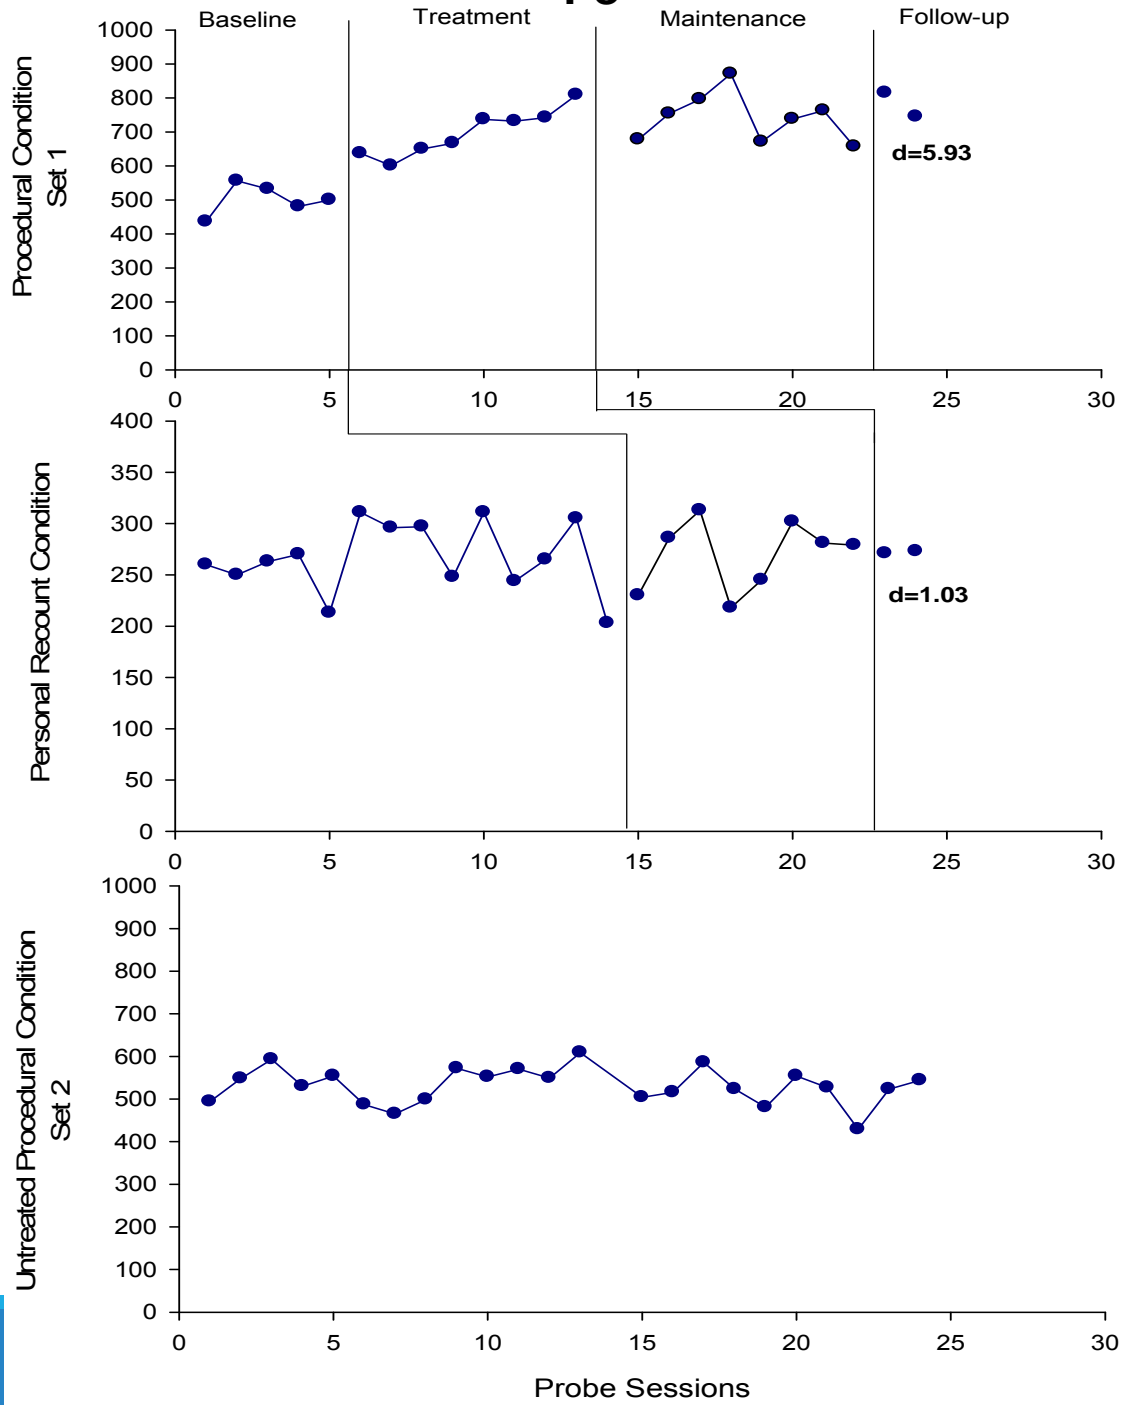 Baseline Treatment Maintenance Follow-up
Procedural Condition
Set 1
1000
900
800
700
600
500
400
300
200
100
0
d=5.93
0 5 10 15 20 25 30
Personal Recount Condition
400
350
300
250
200
150
100
50
0
d=1.03
0 5 10 15 20 25 30
Untreated Procedural Condition
Set 2
1000
900
800
700
600
500
400
300
200
100
0
0 5 10 15 20 25 30
Probe Sessions